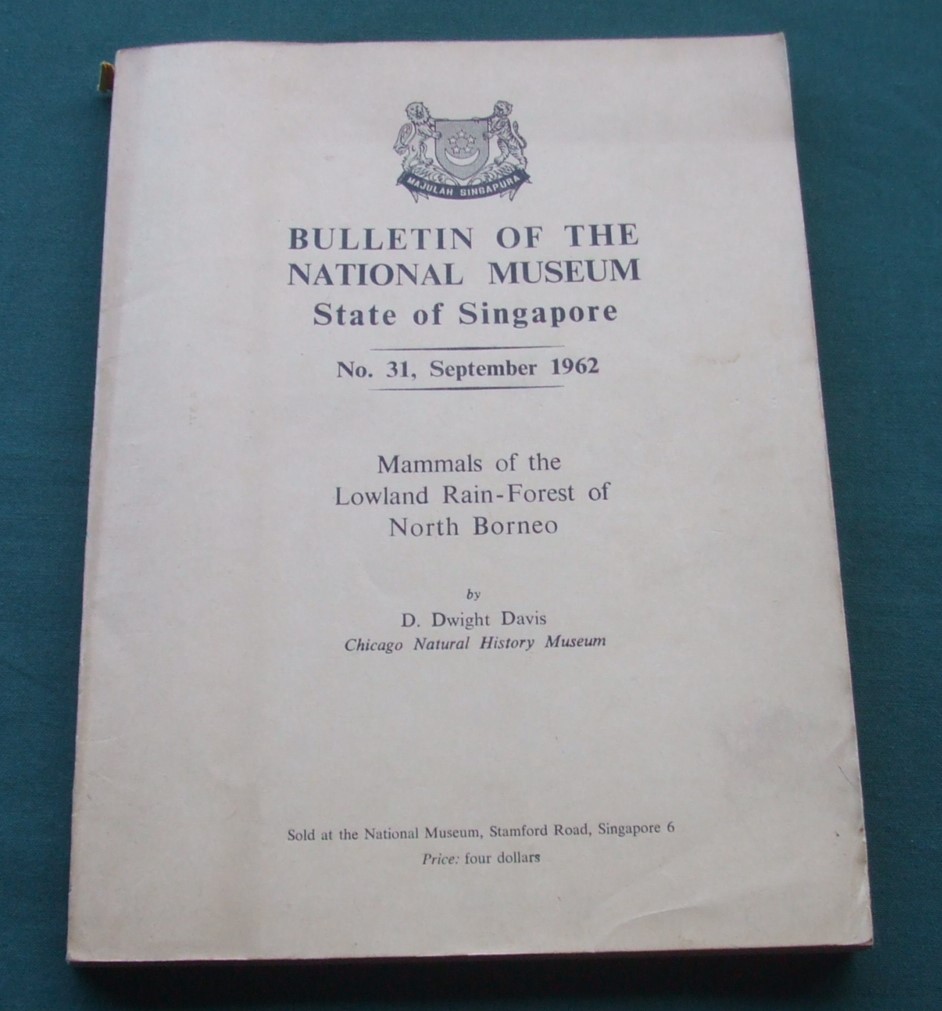 MAJULAH SINGAPURA
BULLETIN OF THE
NATIONAL MUSEUM
State of Singapore
No. 31, September 1962
Mammals of the
Lowland Rain-Forest of
North Borneo
by
D. Dwight Davis
Chicago Natural History Museum
Sold at the National Museum, Stamford Road, Singapore 6
Price: four dollars